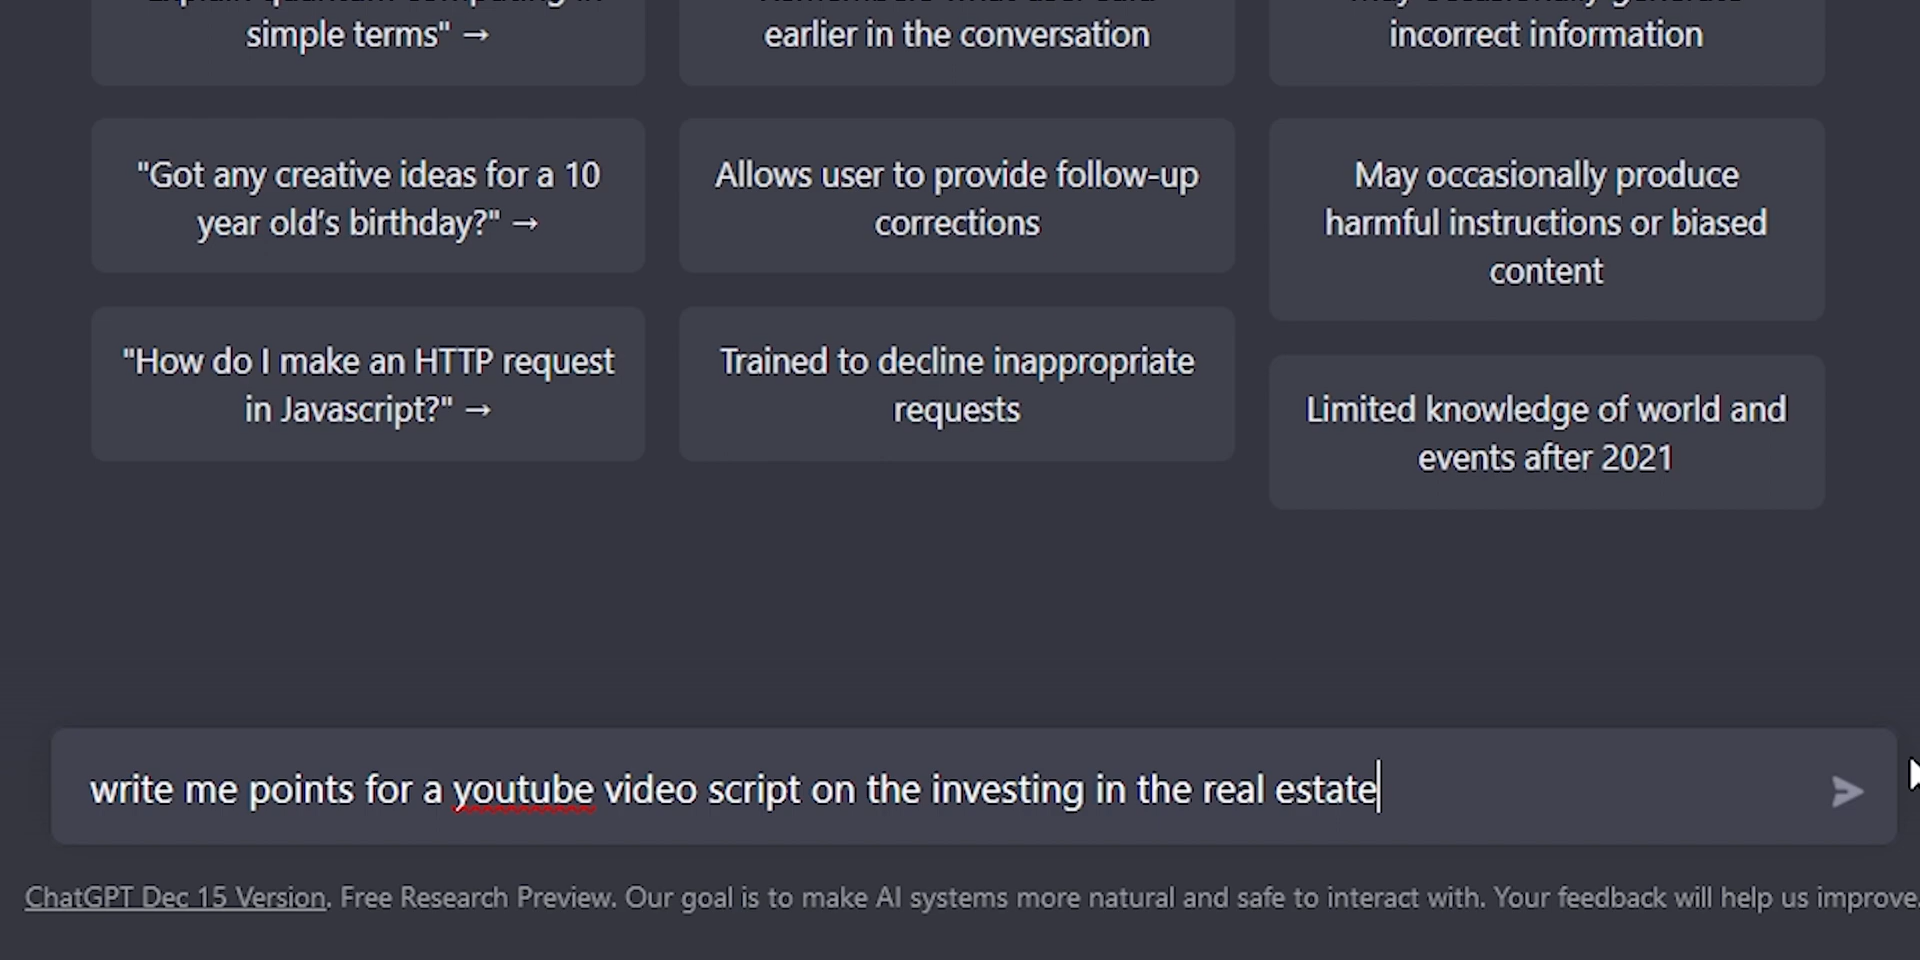 simple terms" →
earlier in the conversation
incorrect information
"Got any creative ideas for a 10
year old's birthday?" →
Allows user to provide follow-up
corrections
May occasionally produce
harmful instructions or biased
content
"How do I make an HTTP request
in Javascript?" →
Trained to decline inappropriate
requests
Limited knowledge of world and
events after 2021
write me points for a youtube video script on the investing in the real estate
ChatGPT Dec 15 Version. Free Research Preview. Our goal is to make AI systems more natural and safe to interact with. Your feedback will help us improve.